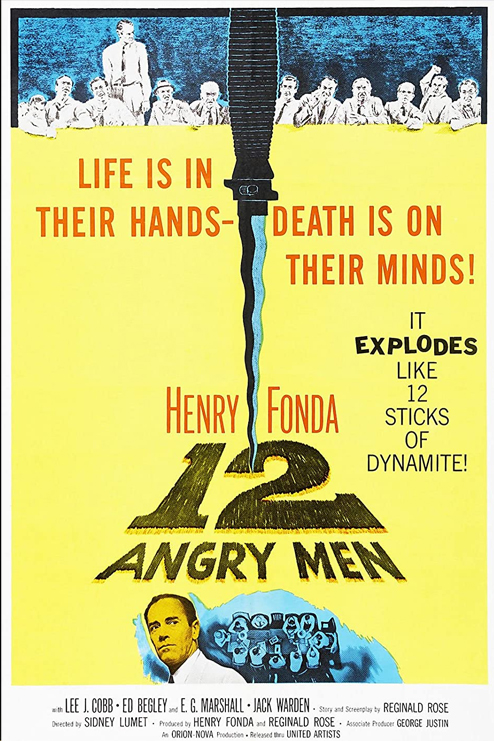 LIFE IS IN
THEIR HANDS- DEATH IS ON
THEIR MINDS!
IT
EXPLODES
LIKE
12
STICKS
OF
DYNAMITE!
HENRY FONDA
12
ANGRY MEN
with LEE J. COBB · ED BEGLEY and E. G. MARSHALL · JACK WARDEN · Story and Screenplay by REGINALD ROSE
Directed by SIDNEY LUMET · Produced by HENRY FONDA and REGINALD ROSE · Associate Producer GEORGE JUSTIN
An ORION-NOVA Production · Released thru UNITED ARTISTS